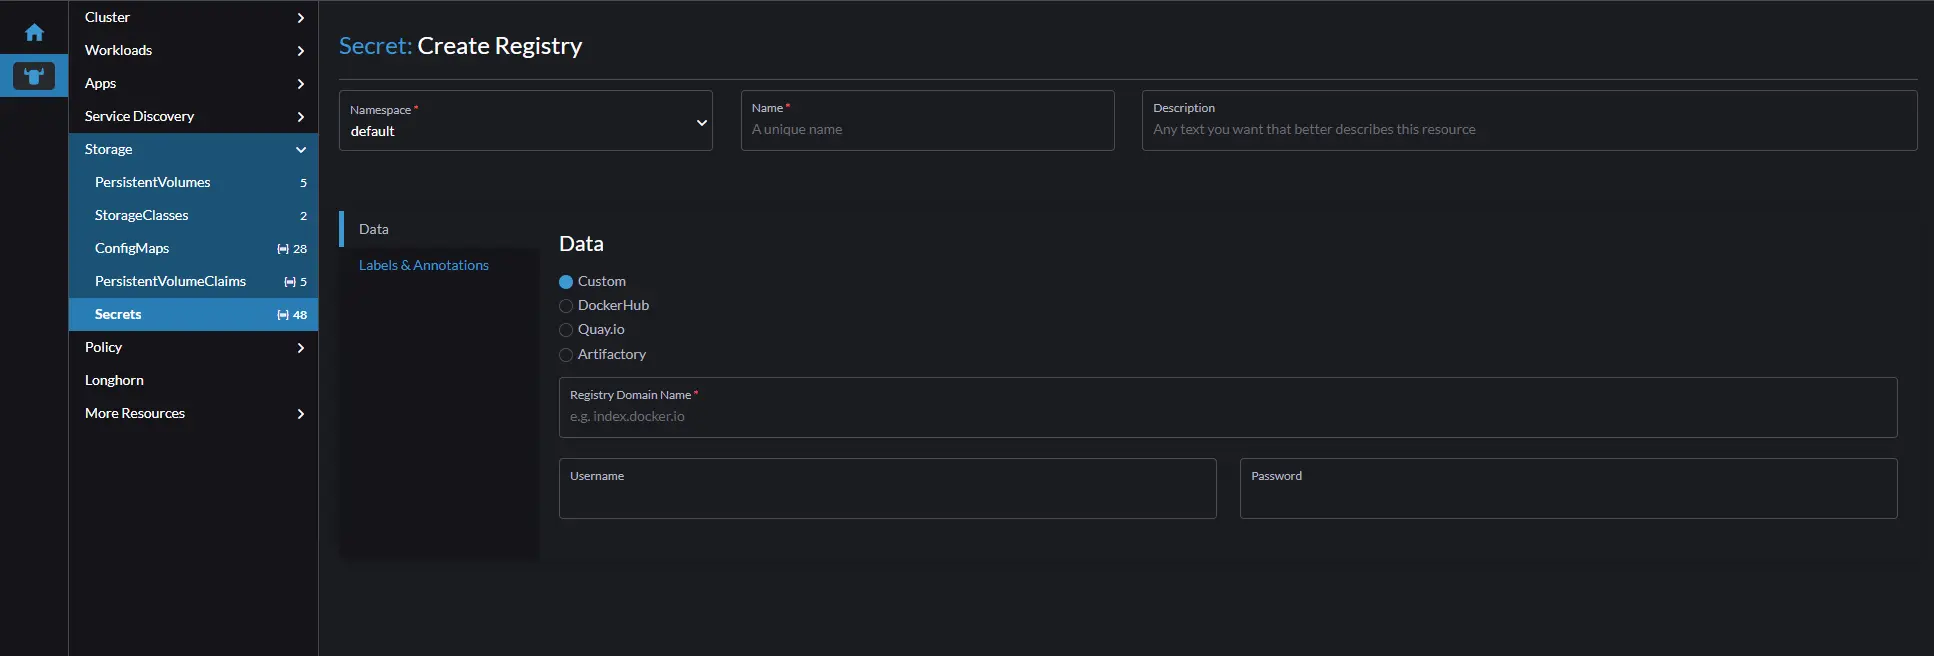 Cluster
Workloads
Apps
Service Discovery
Storage
PersistentVolumes 5
StorageClasses 2
ConfigMaps 28
PersistentVolumeClaims 5
Secrets 48
Policy
Longhorn
More Resources
Secret: Create Registry
Namespace *
default
Name *
A unique name
Description
Any text you want that better describes this resource
Data
Labels & Annotations
Data
Custom
DockerHub
Quay.io
Artifactory
Registry Domain Name *
e.g. index.docker.io
Username
Password